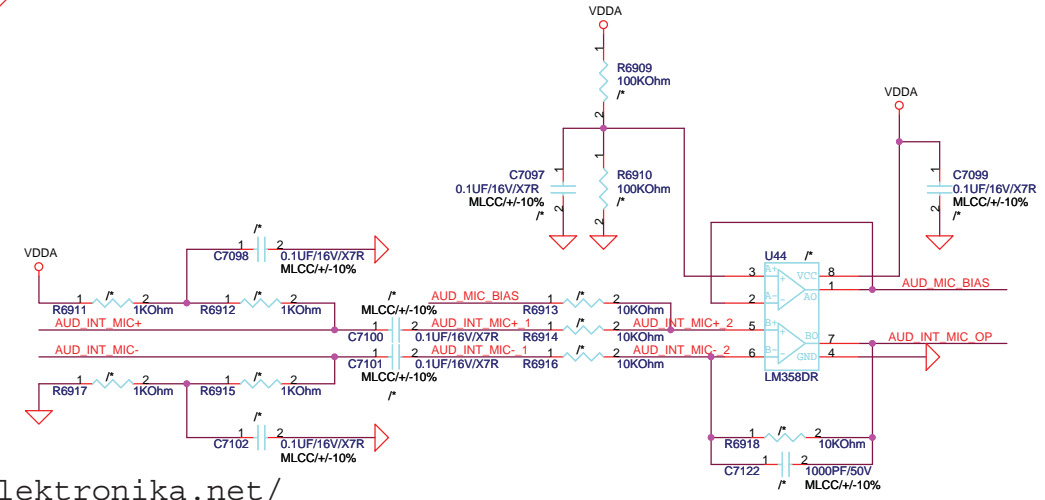 VDDA
1
R6909
100KOhm
/*
2
VDDA
1
C7097
0.1UF/16V/X7R
MLCC/+/-10%
/*
2
1
R6910
100KOhm
/*
2
1
C7099
0.1UF/16V/X7R
MLCC/+/-10%
/*
2
/*
1 2
C7098 0.1UF/16V/X7R
MLCC/+/-10%
VDDA
U44 /*
3 A+ VCC 8
2 A- AO 1
AUD_MIC_BIAS
5 B+ BO 7
6 B- GND 4
AUD_INT_MIC_OP
LM358DR
1 /* 2
R6911 1KOhm
1 /* 2
R6912 1KOhm
/*
MLCC/+/-10%
AUD_MIC_BIAS
1 /* 2
R6913 10KOhm
AUD_INT_MIC+
1 2
C7100 0.1UF/16V/X7R
AUD_INT_MIC+_1
1 /* 2
R6914 10KOhm
AUD_INT_MIC+_2
AUD_INT_MIC-
1 2
C7101 0.1UF/16V/X7R
MLCC/+/-10%
/*
AUD_INT_MIC-_1
1 /* 2
R6916 10KOhm
AUD_INT_MIC-_2
1 /* 2
R6917 1KOhm
1 /* 2
R6915 1KOhm
/*
1 2
C7102 0.1UF/16V/X7R
MLCC/+/-10%
1 /* 2
R6918 10KOhm
1 2
C7122 1000PF/50V
/* MLCC/+/-10%
lektronika.net/